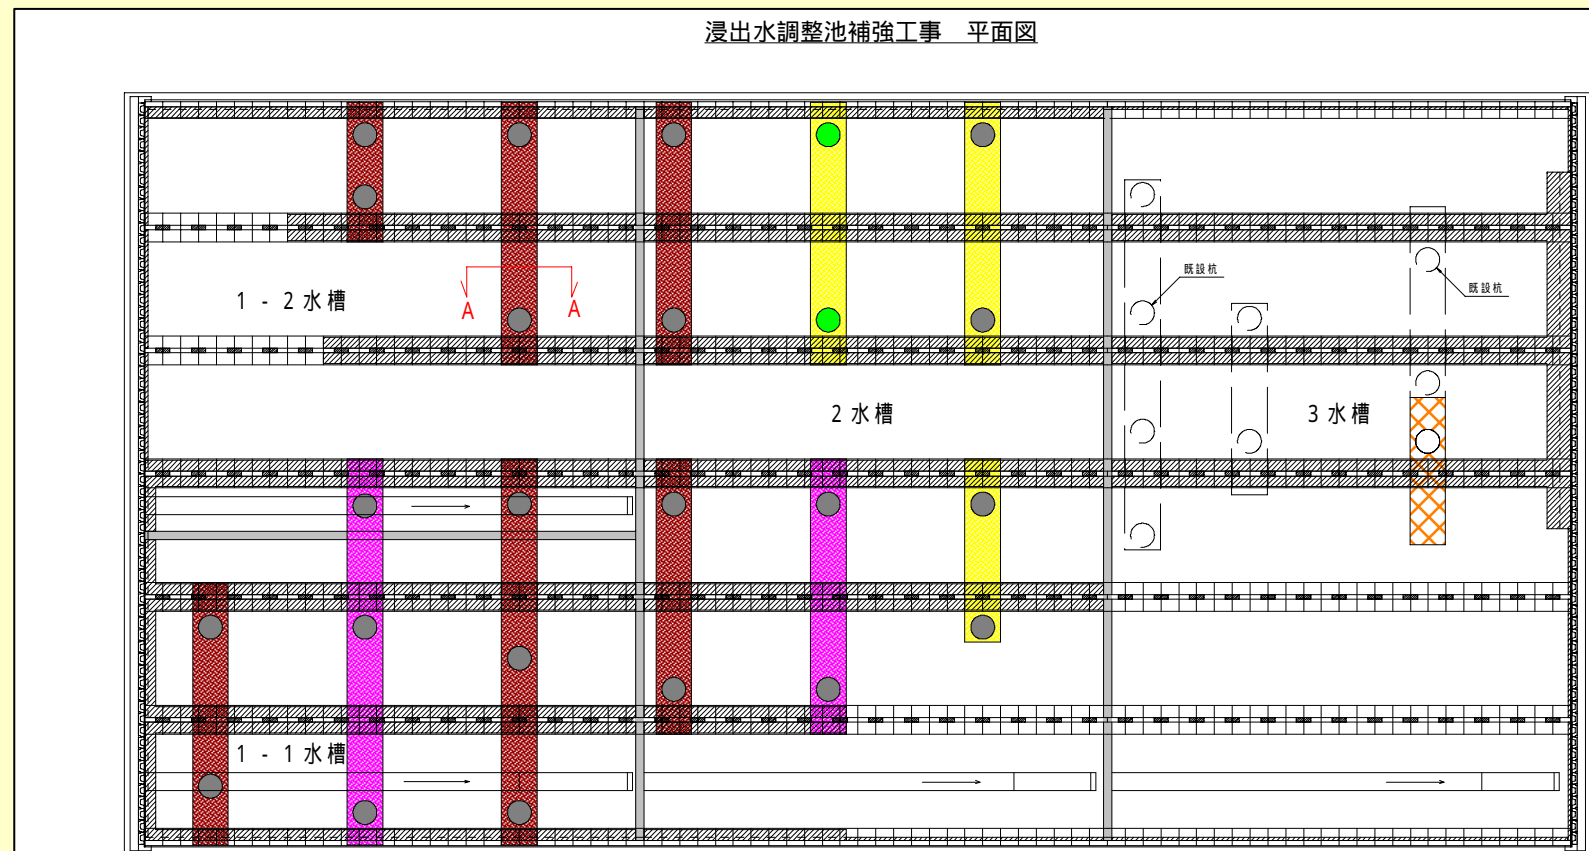 浸出水調整池補強工事　平面図
既設杭
既設杭
1 - 2 水槽
A A
2 水槽
3 水槽
1 - 1 水槽